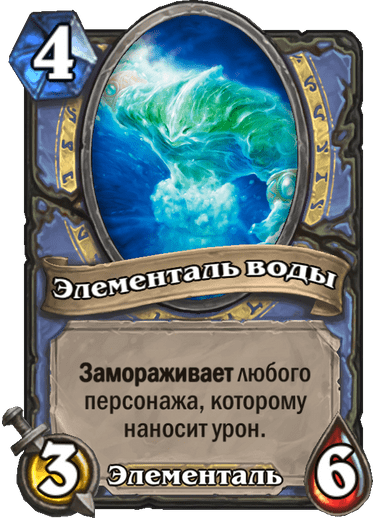 4
Элементаль воды
Замораживает любого
персонажа, которому
наносит урон.
3
Элементаль
6